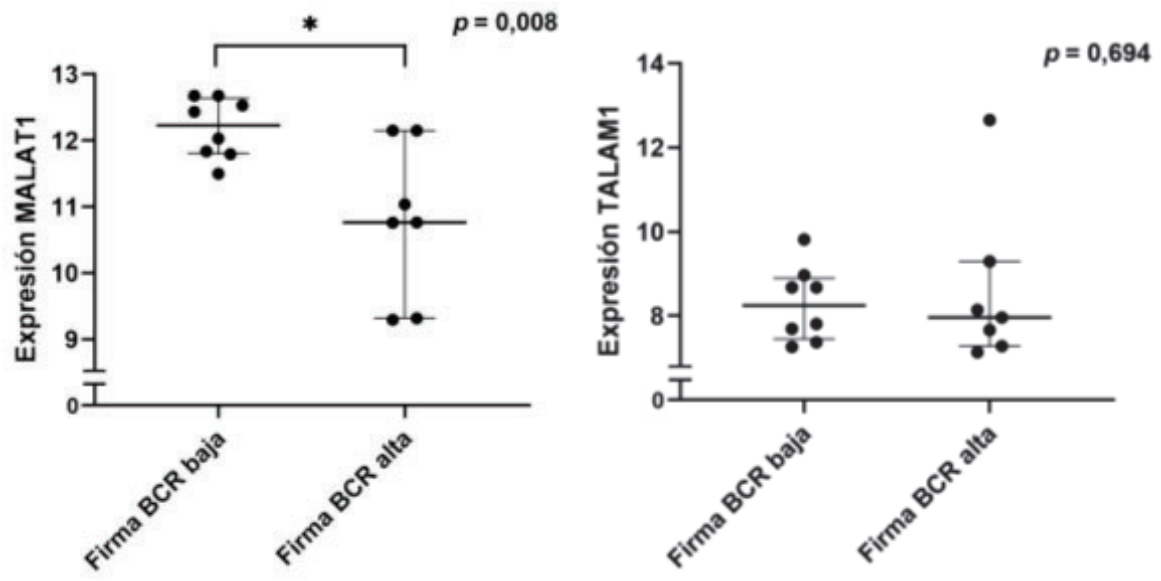 *
p = 0,008
Expresión MALAT1
13
12
11
10
9
0
Firma BCR baja
Firma BCR alta
p = 0,694
Expresión TALAM1
14
12
10
8
0
Firma BCR baja
Firma BCR alta